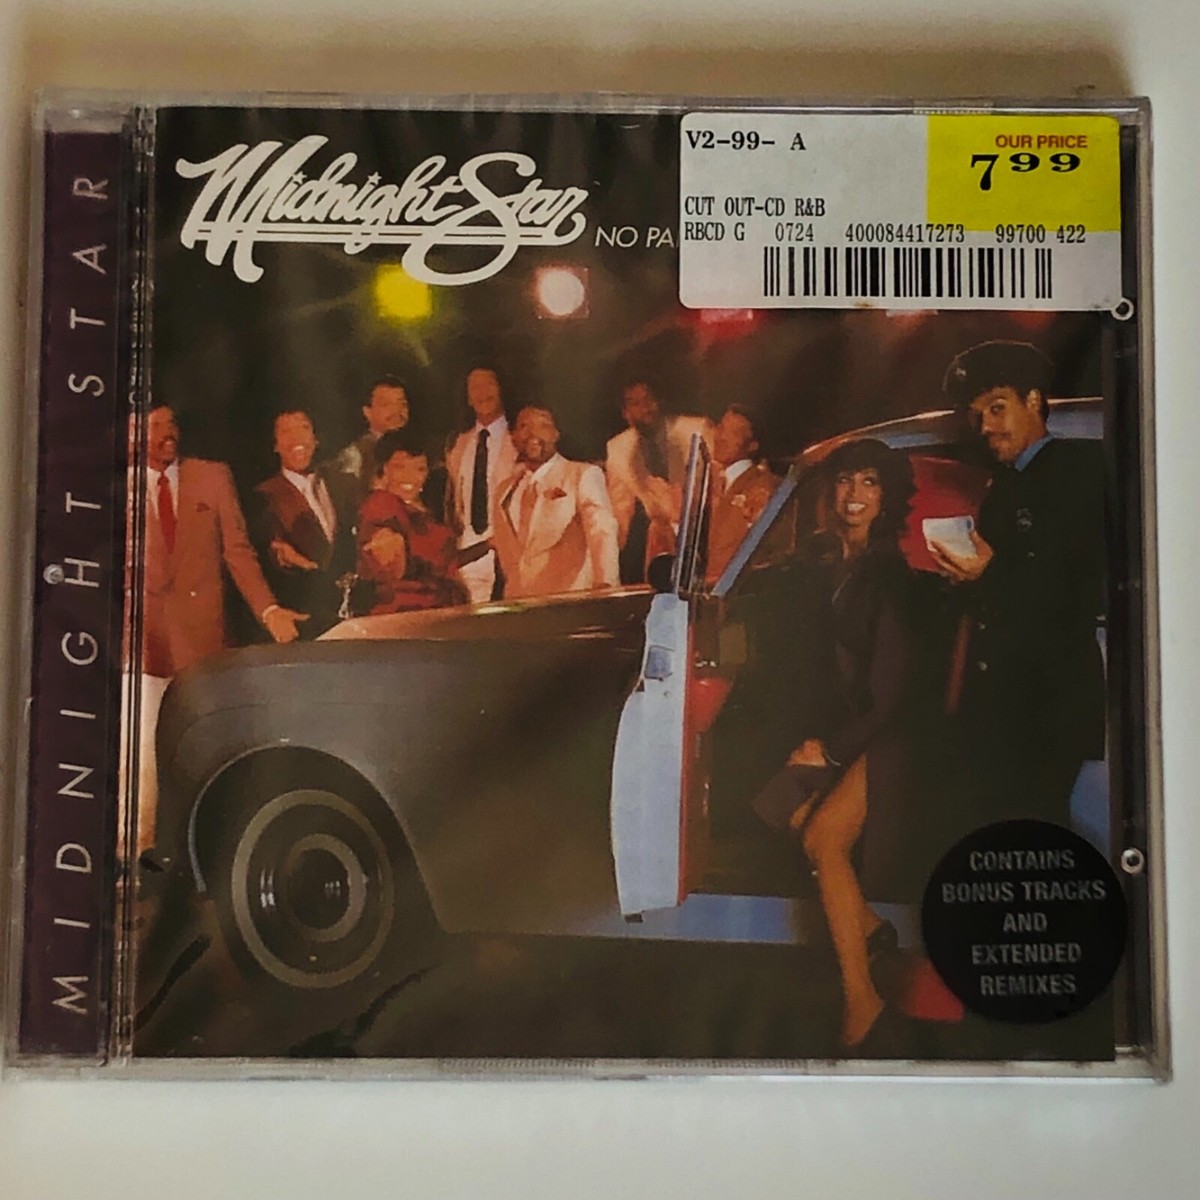 MIDNIGHT STAR
Midnight Star
NO PA
V2-99- A
OUR PRICE
7 99
CUT OUT-CD R&B
RBCD G 0724 400084417273 99700 422
CONTAINS
BONUS TRACKS
AND
EXTENDED
REMIXES